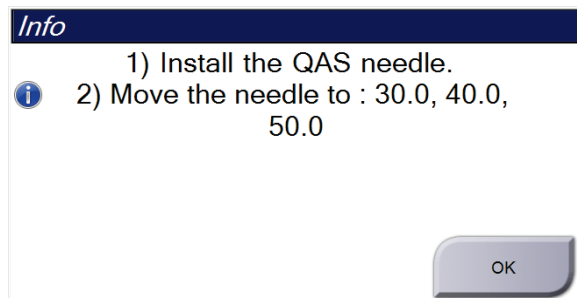 Info
1) Install the QAS needle.
2) Move the needle to : 30.0, 40.0,
50.0
OK